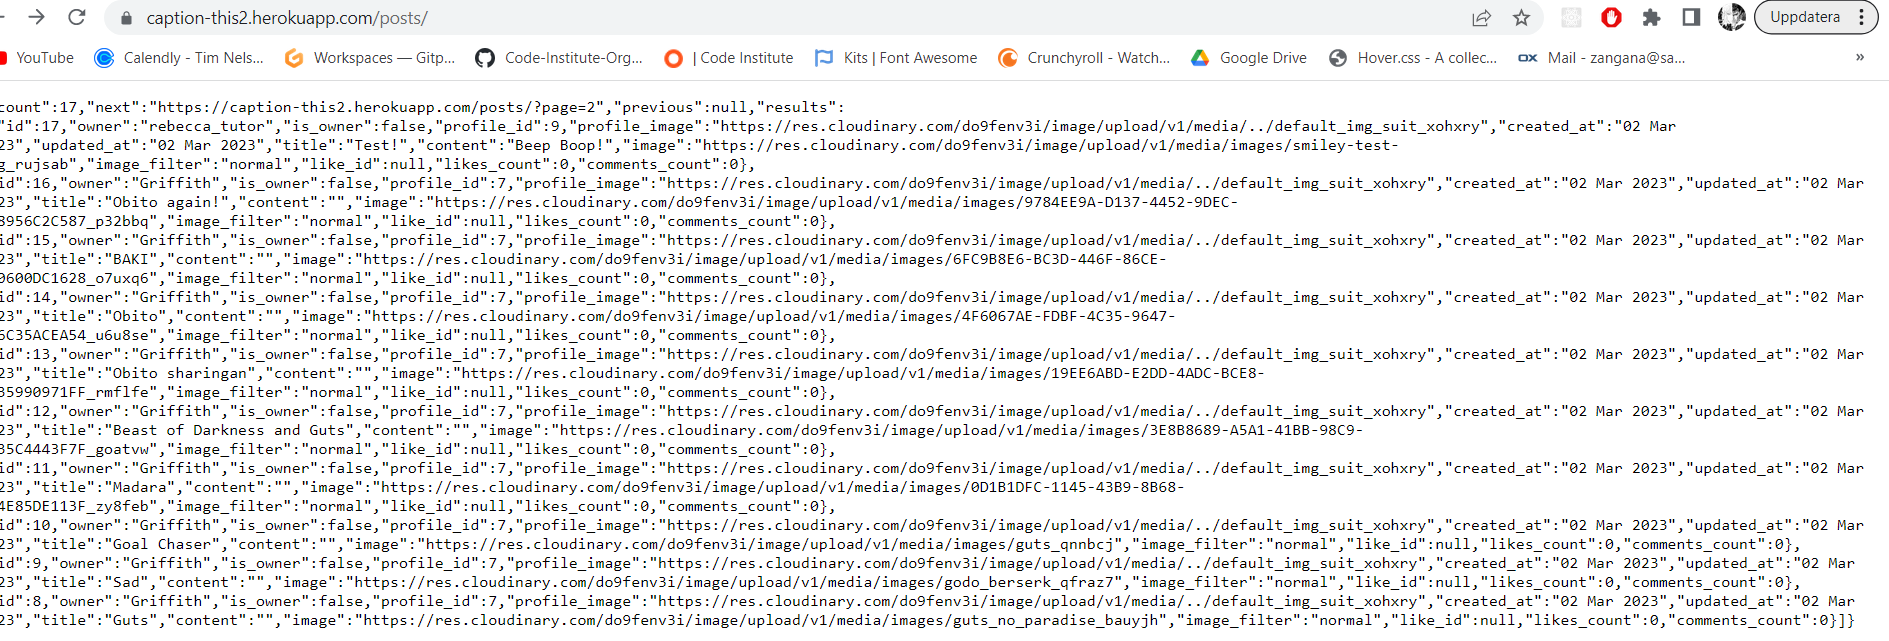 caption-this2.herokuapp.com/posts/
Uppdatera
YouTube Calendly - Tim Nels... Workspaces — Gitp... Code-Institute-Org... | Code Institute Kits | Font Awesome Crunchyroll - Watch... Google Drive Hover.css - A collec... OX Mail - zangana@sa... »
count":17,"next":"https://caption-this2.herokuapp.com/posts/?page=2","previous":null,"results":
"id":17,"owner":"rebecca_tutor","is_owner":false,"profile_id":9,"profile_image":"https://res.cloudinary.com/do9fenv3i/image/upload/v1/media/../default_img_suit_xohxry","created_at":"02 Mar
23","updated_at":"02 Mar 2023","title":"Test!","content":"Beep Boop!","image":"https://res.cloudinary.com/do9fenv3i/image/upload/v1/media/images/smiley-test-
g_rujsab","image_filter":"normal","like_id":null,"likes_count":0,"comments_count":0},
id":16,"owner":"Griffith","is_owner":false,"profile_id":7,"profile_image":"https://res.cloudinary.com/do9fenv3i/image/upload/v1/media/../default_img_suit_xohxry","created_at":"02 Mar 2023","updated_at":"02 Mar
23","title":"Obito again!","content":"","image":"https://res.cloudinary.com/do9fenv3i/image/upload/v1/media/images/9784EE9A-D137-4452-9DEC-
8956C2C587_p32bbq","image_filter":"normal","like_id":null,"likes_count":0,"comments_count":0},
id":15,"owner":"Griffith","is_owner":false,"profile_id":7,"profile_image":"https://res.cloudinary.com/do9fenv3i/image/upload/v1/media/../default_img_suit_xohxry","created_at":"02 Mar 2023","updated_at":"02 Mar
23","title":"BAKI","content":"","image":"https://res.cloudinary.com/do9fenv3i/image/upload/v1/media/images/6FC9B8E6-BC3D-446F-86CE-
0600DC1628_o7uxq6","image_filter":"normal","like_id":null,"likes_count":0,"comments_count":0},
id":14,"owner":"Griffith","is_owner":false,"profile_id":7,"profile_image":"https://res.cloudinary.com/do9fenv3i/image/upload/v1/media/../default_img_suit_xohxry","created_at":"02 Mar 2023","updated_at":"02 Mar
23","title":"Obito","content":"","image":"https://res.cloudinary.com/do9fenv3i/image/upload/v1/media/images/4F6067AE-FDBF-4C35-9647-
6C35ACEA54_u6u8se","image_filter":"normal","like_id":null,"likes_count":0,"comments_count":0},
id":13,"owner":"Griffith","is_owner":false,"profile_id":7,"profile_image":"https://res.cloudinary.com/do9fenv3i/image/upload/v1/media/../default_img_suit_xohxry","created_at":"02 Mar 2023","updated_at":"02 Mar
23","title":"Obito sharingan","content":"","image":"https://res.cloudinary.com/do9fenv3i/image/upload/v1/media/images/19EE6ABD-E2DD-4ADC-BCE8-
35990971FF_rmflfe","image_filter":"normal","like_id":null,"likes_count":0,"comments_count":0},
id":12,"owner":"Griffith","is_owner":false,"profile_id":7,"profile_image":"https://res.cloudinary.com/do9fenv3i/image/upload/v1/media/../default_img_suit_xohxry","created_at":"02 Mar 2023","updated_at":"02 Mar
23","title":"Beast of Darkness and Guts","content":"","image":"https://res.cloudinary.com/do9fenv3i/image/upload/v1/media/images/3E8B8689-A5A1-41BB-98C9-
35C4443F7F_goatvw","image_filter":"normal","like_id":null,"likes_count":0,"comments_count":0},
id":11,"owner":"Griffith","is_owner":false,"profile_id":7,"profile_image":"https://res.cloudinary.com/do9fenv3i/image/upload/v1/media/../default_img_suit_xohxry","created_at":"02 Mar 2023","updated_at":"02 Mar
23","title":"Madara","content":"","image":"https://res.cloudinary.com/do9fenv3i/image/upload/v1/media/images/0D1B1DFC-1145-43B9-8B68-
4E85DE113F_zy8feb","image_filter":"normal","like_id":null,"likes_count":0,"comments_count":0},
id":10,"owner":"Griffith","is_owner":false,"profile_id":7,"profile_image":"https://res.cloudinary.com/do9fenv3i/image/upload/v1/media/../default_img_suit_xohxry","created_at":"02 Mar 2023","updated_at":"02 Mar
23","title":"Goal Chaser","content":"","image":"https://res.cloudinary.com/do9fenv3i/image/upload/v1/media/images/guts_qnnbcj","image_filter":"normal","like_id":null,"likes_count":0,"comments_count":0},
id":9,"owner":"Griffith","is_owner":false,"profile_id":7,"profile_image":"https://res.cloudinary.com/do9fenv3i/image/upload/v1/media/../default_img_suit_xohxry","created_at":"02 Mar 2023","updated_at":"02 Mar
23","title":"Sad","content":"","image":"https://res.cloudinary.com/do9fenv3i/image/upload/v1/media/images/godo_berserk_qfraz7","image_filter":"normal","like_id":null,"likes_count":0,"comments_count":0},
id":8,"owner":"Griffith","is_owner":false,"profile_id":7,"profile_image":"https://res.cloudinary.com/do9fenv3i/image/upload/v1/media/../default_img_suit_xohxry","created_at":"02 Mar 2023","updated_at":"02 Mar
23","title":"Guts","content":"","image":"https://res.cloudinary.com/do9fenv3i/image/upload/v1/media/images/guts_no_paradise_bauyjh","image_filter":"normal","like_id":null,"likes_count":0,"comments_count":0}]}